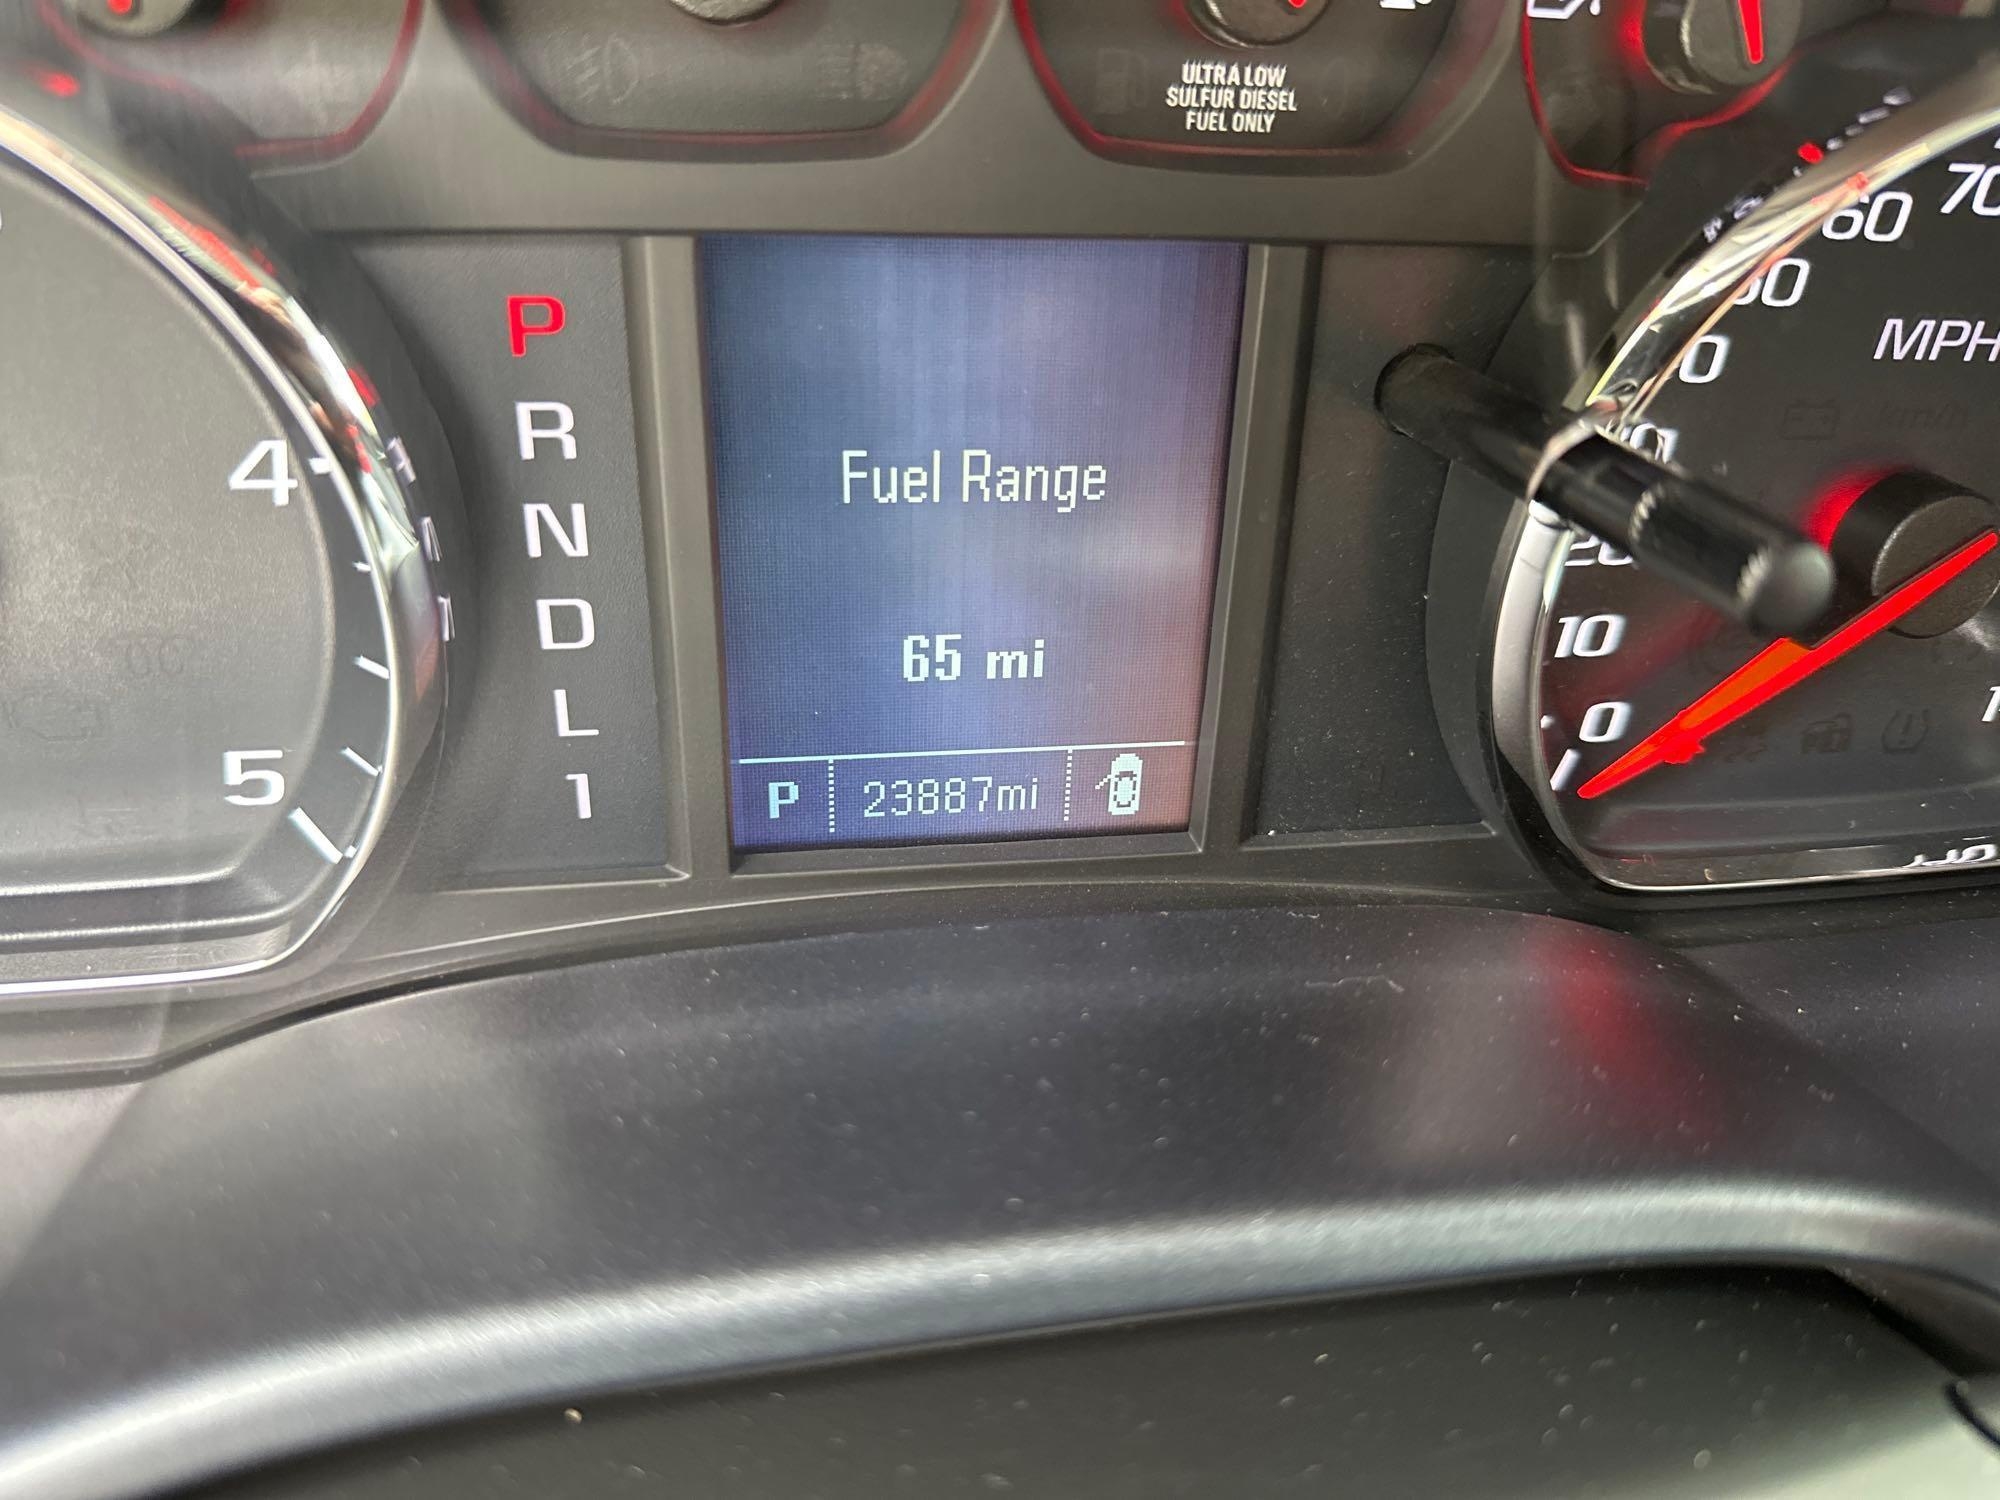 ULTRA LOW
SULFUR DIESEL
FUEL ONLY
P
R
N
D
L
1
Fuel Range
65 mi
P 23887mi
4
5
70
60
MPH
20
10
0